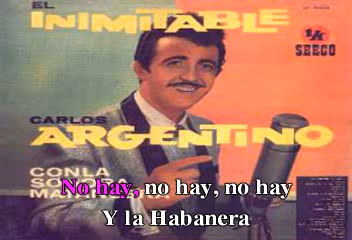 EL
INIMITABLE
SEECO
CARLOS
ARGENTINO
CON LA
SONORA
MATANCERA
No hay, no hay, no hay
Y la Habanera